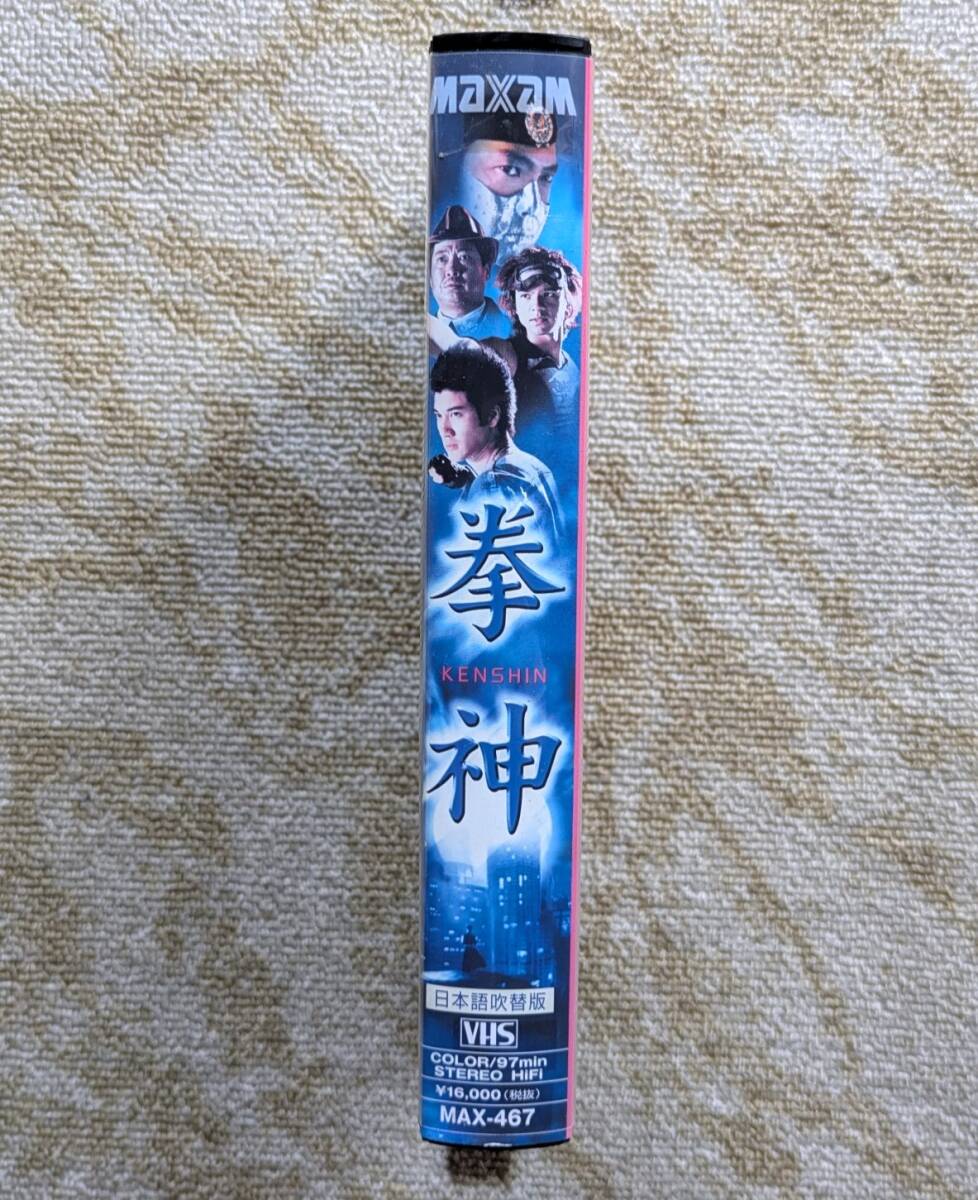 MAXAM
拳
KENSHIN
神
日本語吹替版
VHS
COLOR/97min
STEREO HiFi
¥16,000(税抜)
MAX-467